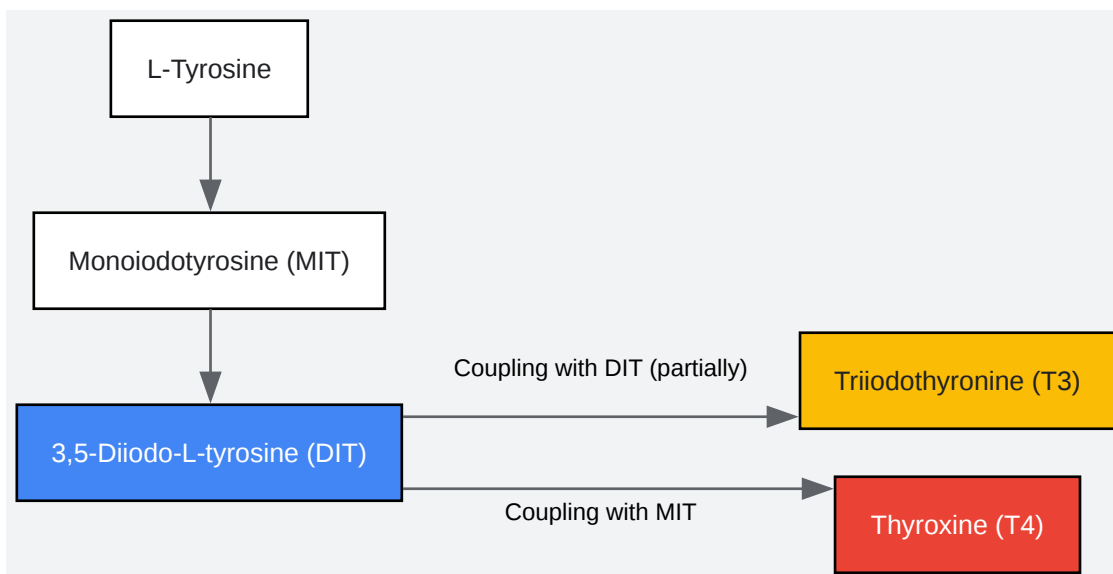 L-Tyrosine
Monoiodotyrosine (MIT)
Coupling with DIT (partially)
Triiodothyronine (T3)
3,5-Diiodo-L-tyrosine (DIT)
Coupling with MIT
Thyroxine (T4)